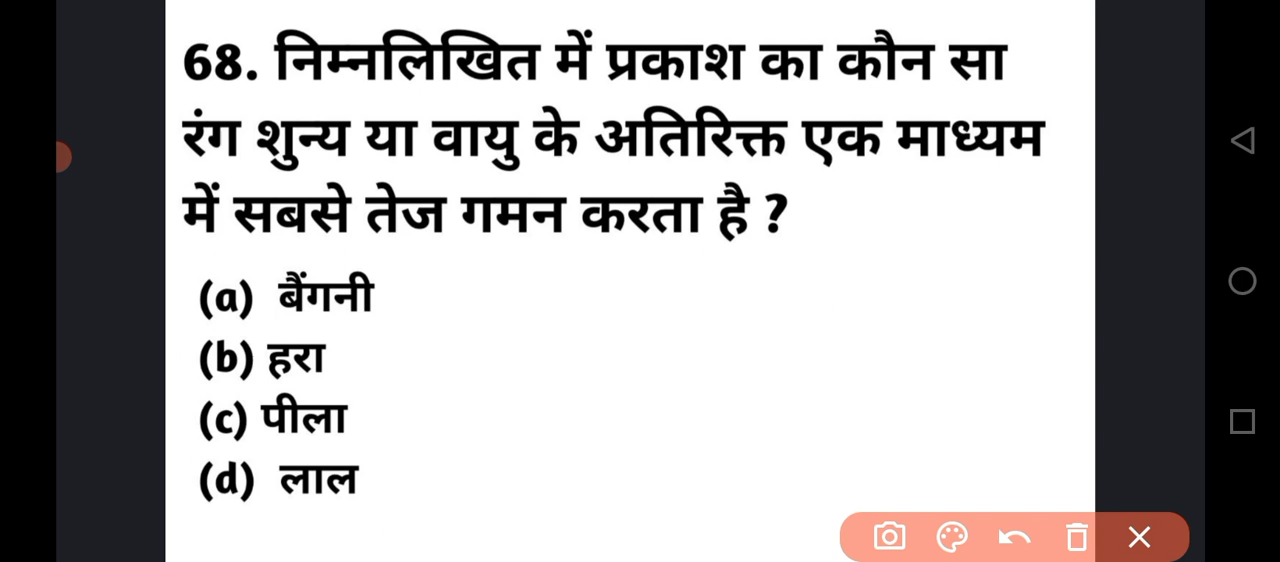 68. निम्नलिखित में प्रकाश का कौन सा
रंग शुन्य या वायु के अतिरिक्त एक माध्यम
में सबसे तेज गमन करता है ?
(a) बैंगनी
(b) हरा
(c) पीला
(d) लाल